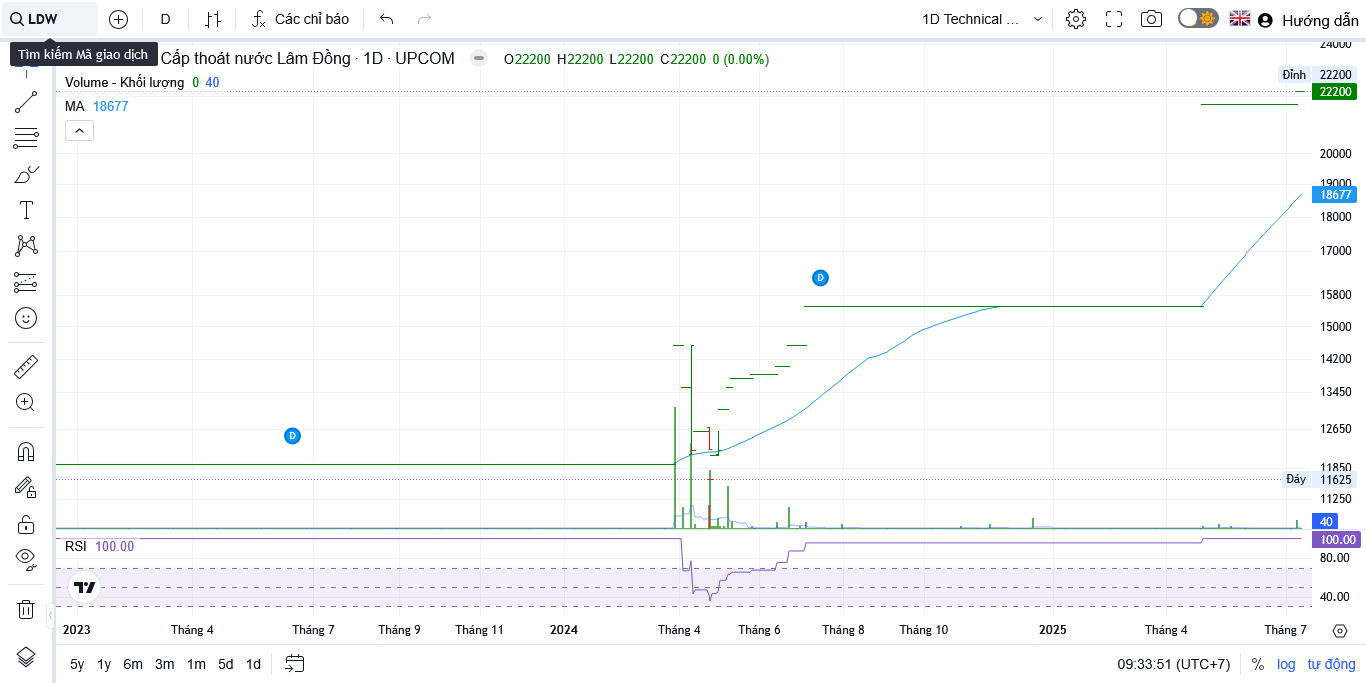 LDW
D
Các chỉ báo
1D Technical ...
Hướng dẫn
Tìm kiếm Mã giao dịch
Cấp thoát nước Lâm Đồng · 1D · UPCOM
O22200 H22200 L22200 C22200 0 (0.00%)
Volume - Khối lượng 0 40
MA 18677
24000
Đỉnh 22200
22200
20000
19000
18677
18000
17000
D
15800
15000
14200
13450
D
12650
11850
Đáy 11625
11250
40
RSI 100.00
100.00
80.00
40.00
2023 Tháng 4 Tháng 7 Tháng 9 Tháng 11 2024 Tháng 4 Tháng 6 Tháng 8 Tháng 10 2025 Tháng 4 Tháng 7
5y 1y 6m 3m 1m 5d 1d
09:33:51 (UTC+7) % log tự động